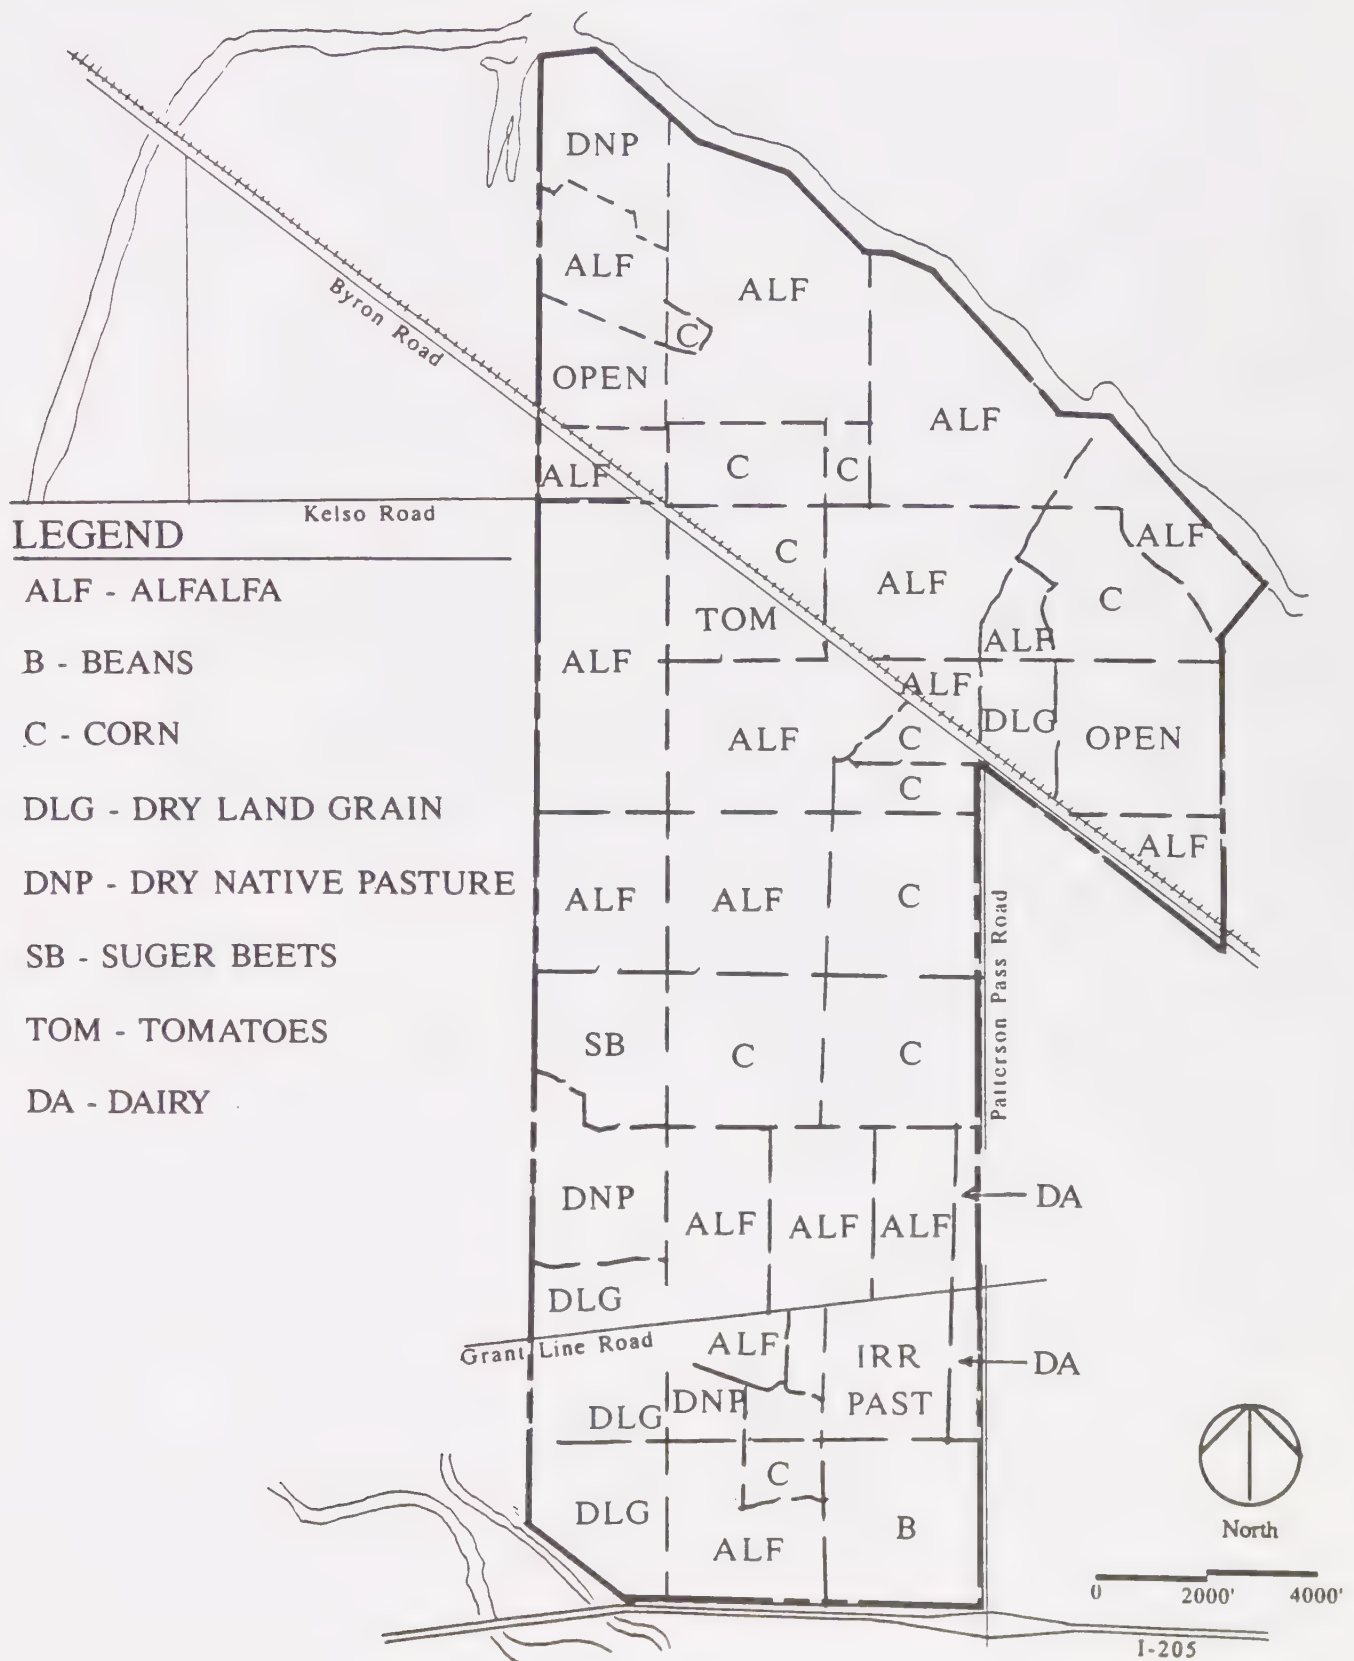 DNP
ALF
ALF
C
Byron Road
OPEN
ALF
ALF
C
C
Kelso Road
LEGEND
ALF - ALFALFA
B - BEANS
C - CORN
DLG - DRY LAND GRAIN
DNP - DRY NATIVE PASTURE
SB - SUGER BEETS
TOM - TOMATOES
DA - DAIRY
C
ALF
ALF
C
TOM
ALF
ALF
ALF
DLG
OPEN
ALF
C
C
ALF
ALF
ALF
C
Patterson Pass Road
SB
C
C
DNP
ALF
ALF
ALF
DA
DLG
Grant Line Road
ALF
IRR
PAST
DA
DLG
DNP
C
DLG
ALF
B
North
0 2000' 4000'
I-205